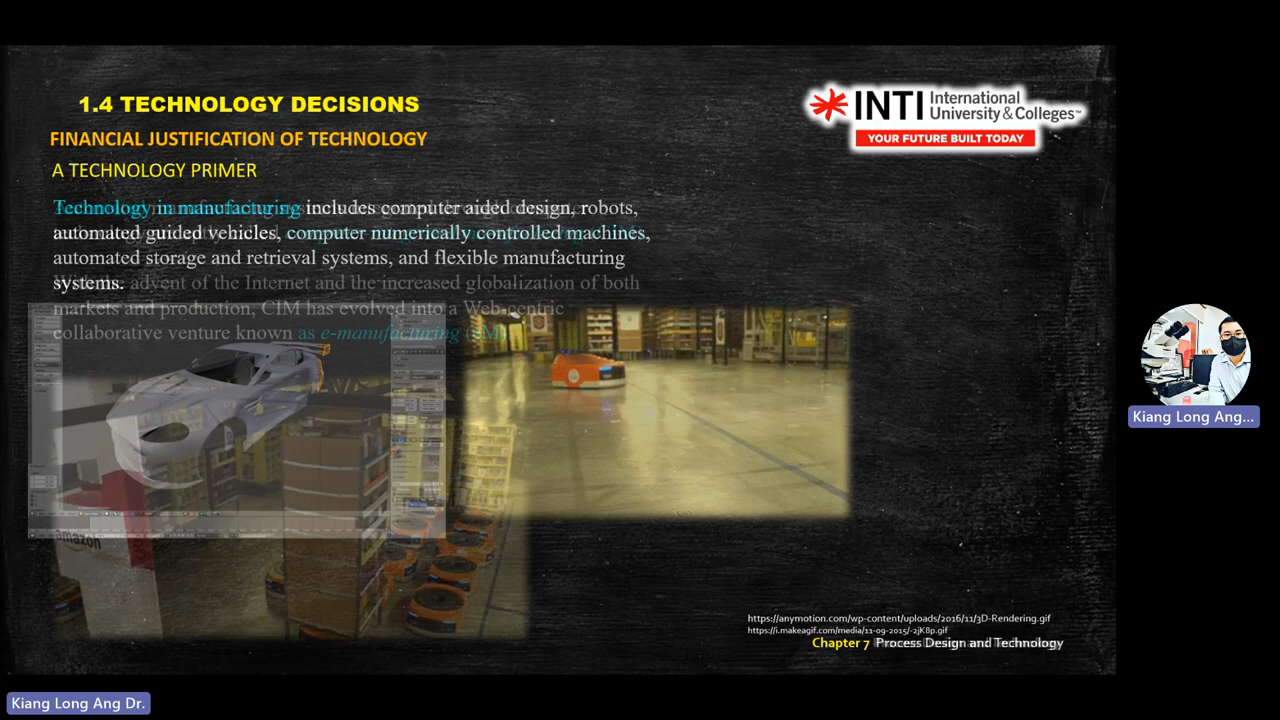 1.4 TECHNOLOGY DECISIONS
INTI International
University & Colleges™
YOUR FUTURE BUILT TODAY
FINANCIAL JUSTIFICATION OF TECHNOLOGY
A TECHNOLOGY PRIMER
Technology in manufacturing includes computer aided design, robots,
automated guided vehicles, computer numerically controlled machines,
automated storage and retrieval systems, and flexible manufacturing
systems.
advent of the Internet and the increased globalization of both
markets and production, CIM has evolved into a Web-centric
collaborative venture known as e-manufacturing (eM)
amazon
https://anymotion.com/wp-content/uploads/2016/11/3D-Rendering.gif
https://i.makeagif.com/media/11-09-2015/-2jK8p.gif
Chapter 7 Process Design and Technology
Kiang Long Ang...
Kiang Long Ang Dr.